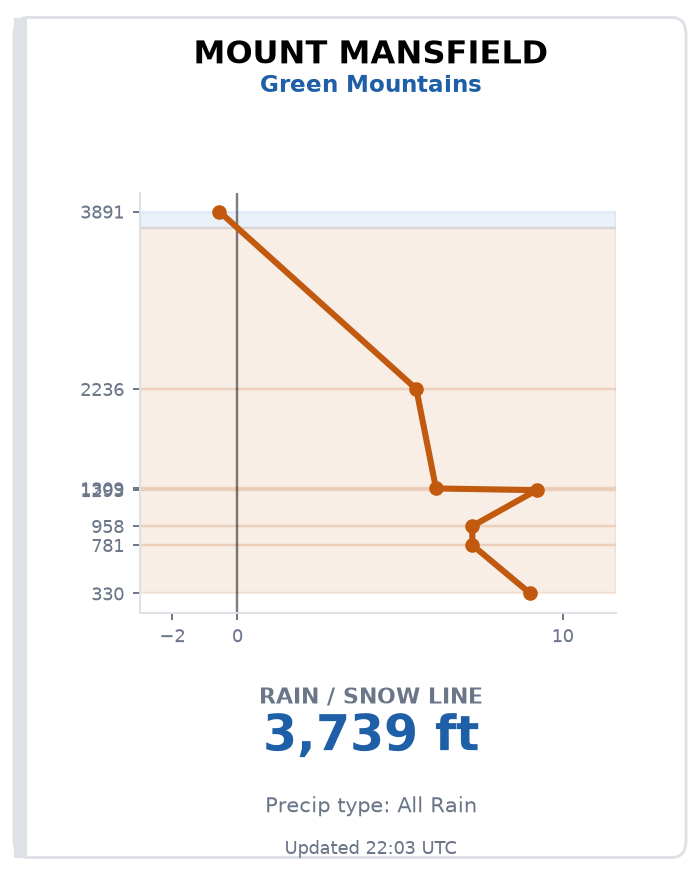 MOUNT MANSFIELD
Green Mountains
3891
2236
958
781
330
−2 0 10
RAIN / SNOW LINE
3,739 ft
Precip type: All Rain
Updated 22:03 UTC